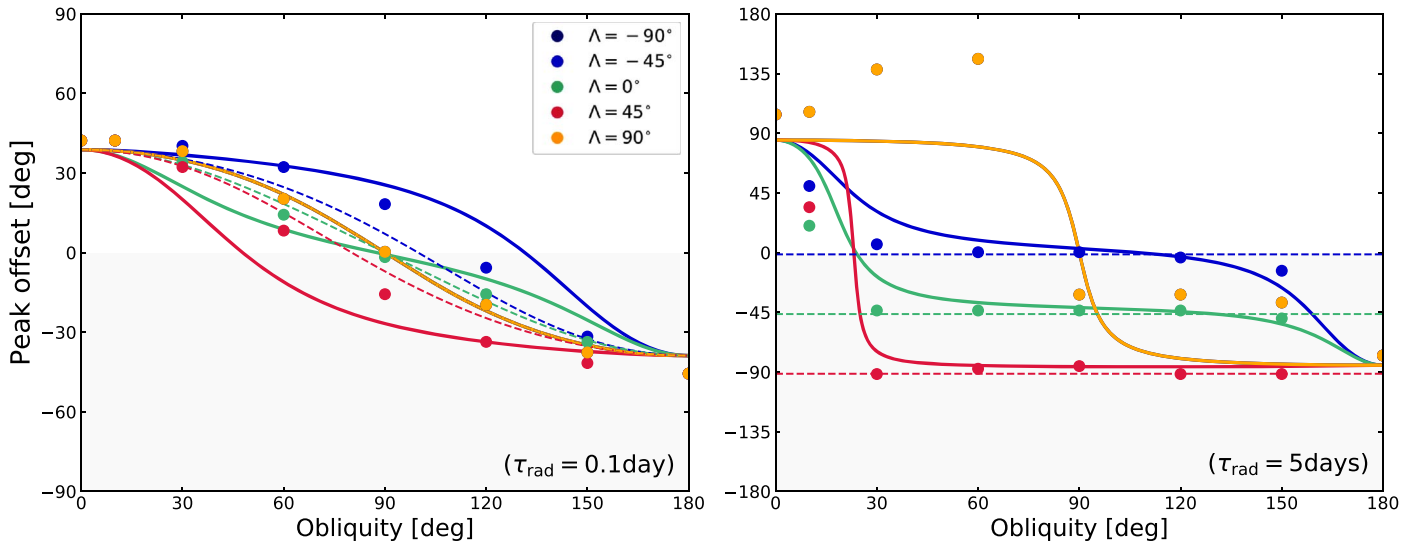 90
60
30
0
−30
−60
−90
Peak offset [deg]
Λ = −90°
Λ = −45°
Λ = 0°
Λ = 45°
Λ = 90°
(τrad = 0.1day)
0 30 60 90 120 150 180
Obliquity [deg]
180
135
90
45
0
−45
−90
−135
−180
(τrad = 5days)
0 30 60 90 120 150 180
Obliquity [deg]